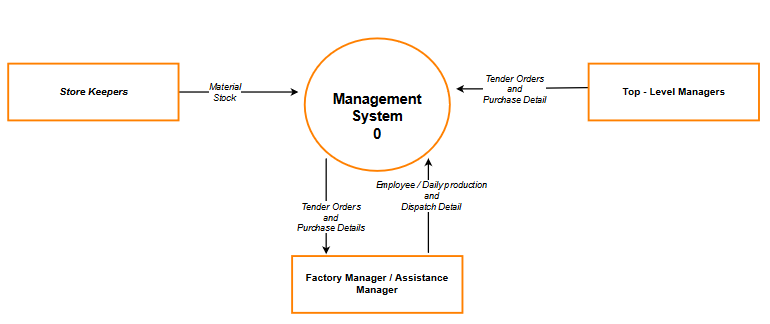 Store Keepers
Material
Stock
Management
System
0
Tender Orders
and
Purchase Detail
Top - Level Managers
Tender Orders
and
Purchase Details
Employee / Daily production
and
Dispatch Detail
Factory Manager / Assistance
Manager